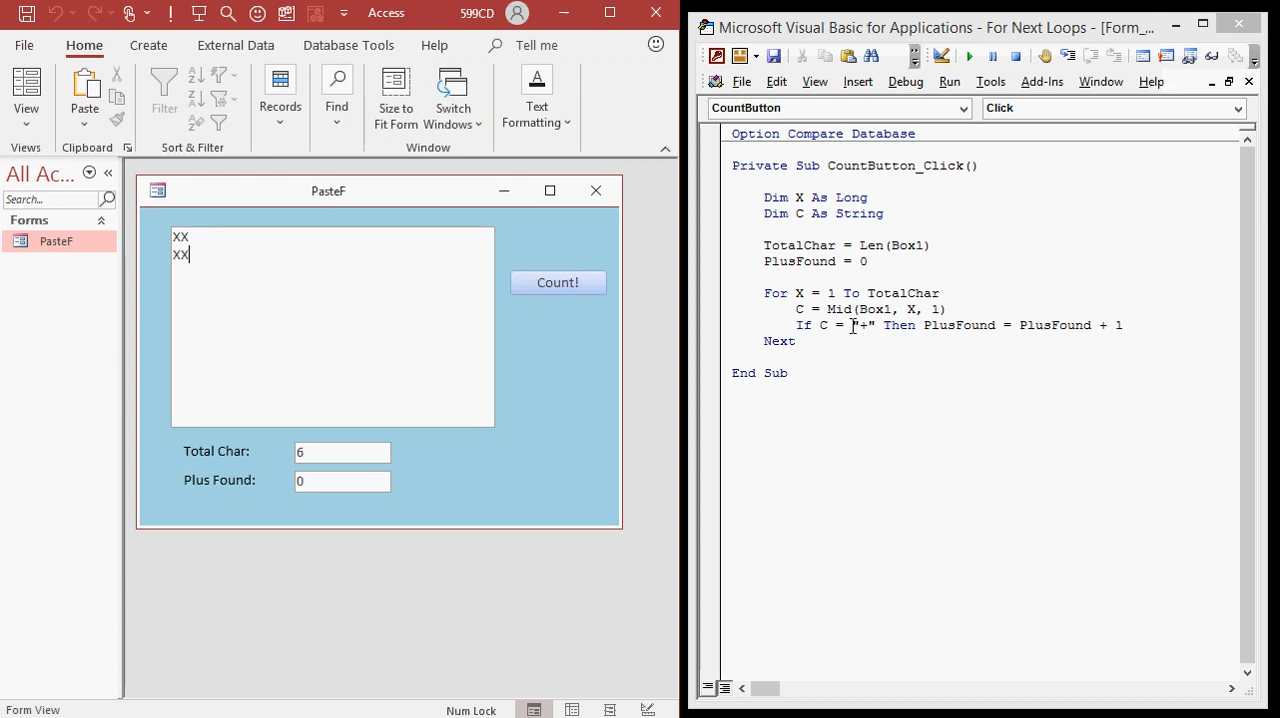 Access
599CD
File
Home
Create
External Data
Database Tools
Help
Tell me
View
Views
Paste
Clipboard
Filter
Sort & Filter
Records
Find
Size to
Fit Form
Switch
Windows
Window
Text
Formatting
All Ac...
Search...
Forms
PasteF
PasteF
XX
XX
Count!
Total Char:
6
Plus Found:
0
Form View
Num Lock
Microsoft Visual Basic for Applications - For Next Loops - [Form_...
File Edit View Insert Debug Run Tools Add-Ins Window Help
CountButton
Click
Option Compare Database
Private Sub CountButton_Click()
Dim X As Long
Dim C As String
TotalChar = Len(Box1)
PlusFound = 0
For X = 1 To TotalChar
C = Mid(Box1, X, 1)
If C = "+" Then PlusFound = PlusFound + 1
Next
End Sub